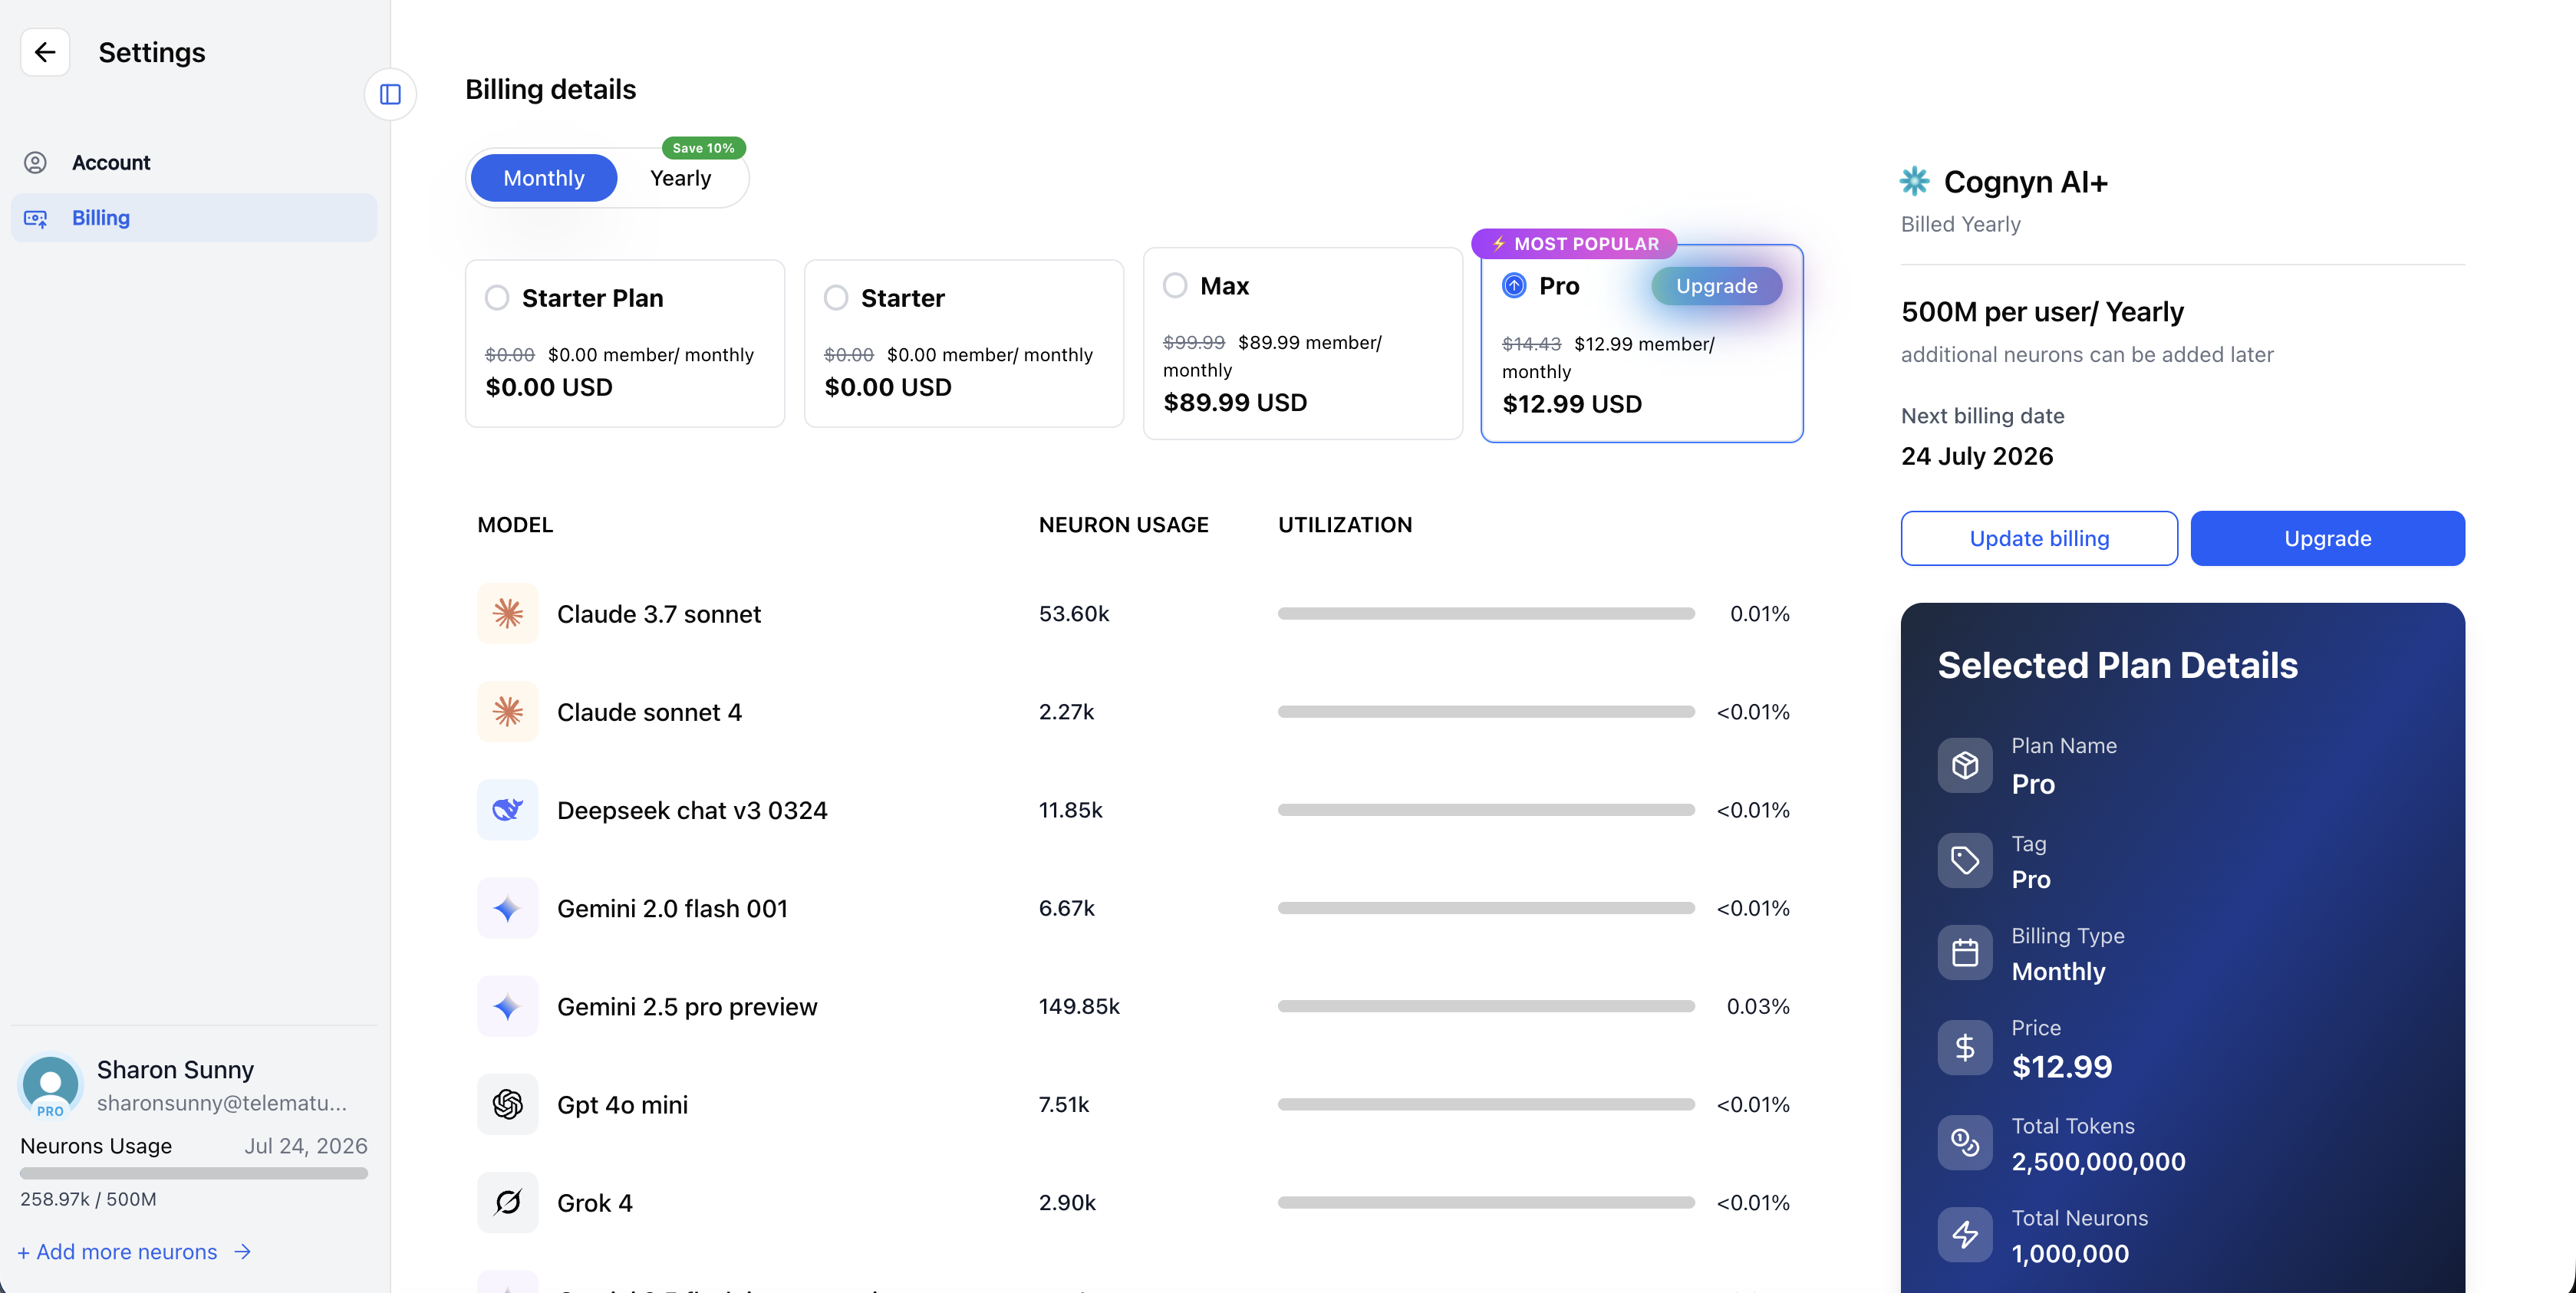 Settings
Account
Billing
Sharon Sunny
sharonsunny@telematu...
PRO
Neurons Usage
Jul 24, 2026
258.97k / 500M
+ Add more neurons
Billing details
Save 10%
Monthly
Yearly
Starter Plan
$0.00 $0.00 member/ monthly
$0.00 USD
Starter
$0.00 $0.00 member/ monthly
$0.00 USD
Max
$99.99 $89.99 member/
monthly
$89.99 USD
⚡ MOST POPULAR
Pro
Upgrade
$14.43 $12.99 member/
monthly
$12.99 USD
MODEL NEURON USAGE UTILIZATION
Claude 3.7 sonnet 53.60k 0.01%
Claude sonnet 4 2.27k <0.01%
Deepseek chat v3 0324 11.85k <0.01%
Gemini 2.0 flash 001 6.67k <0.01%
Gemini 2.5 pro preview 149.85k 0.03%
Gpt 4o mini 7.51k <0.01%
Grok 4 2.90k <0.01%
Cognyn AI+
Billed Yearly
500M per user/ Yearly
additional neurons can be added later
Next billing date
24 July 2026
Update billing
Upgrade
Selected Plan Details
Plan Name
Pro
Tag
Pro
Billing Type
Monthly
Price
$12.99
Total Tokens
2,500,000,000
Total Neurons
1,000,000